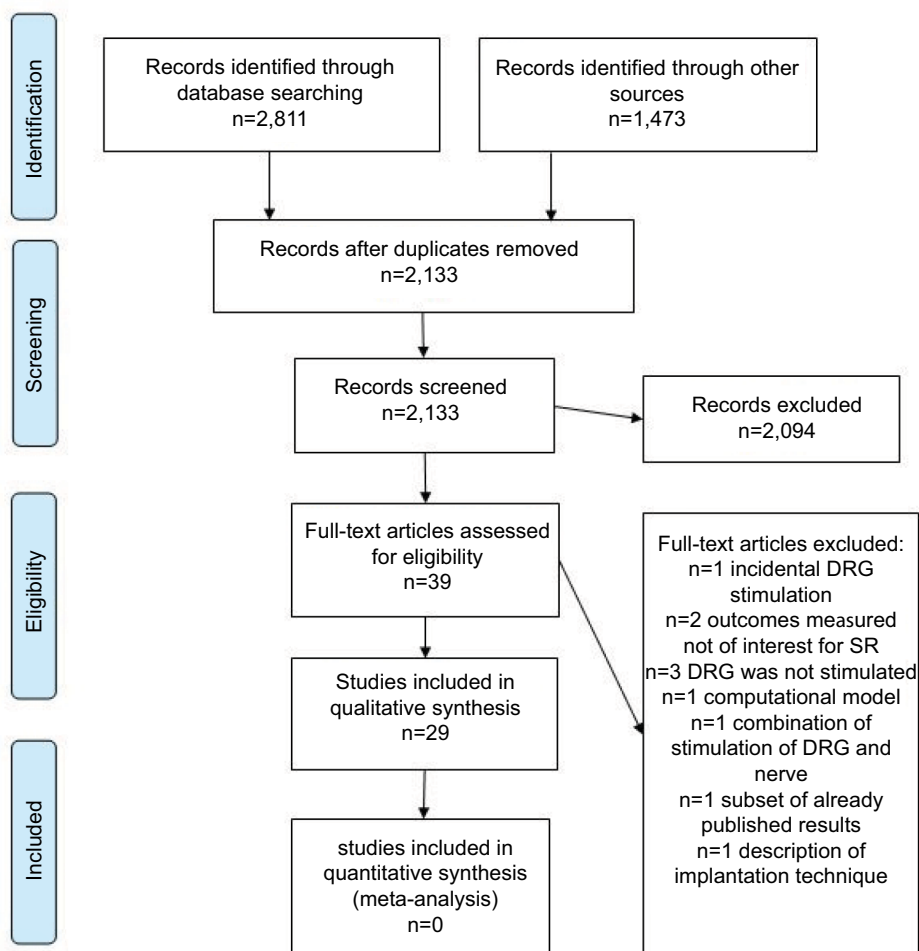 Identification
Records identified through
database searching
n=2,811
Records identified through other
sources
n=1,473
Records after duplicates removed
n=2,133
Screening
Records screened
n=2,133
Records excluded
n=2,094
Eligibility
Full-text articles assessed
for eligibility
n=39
Full-text articles excluded:
n=1 incidental DRG
stimulation
n=2 outcomes measured
not of interest for SR
n=3 DRG was not stimulated
n=1 computational model
n=1 combination of
stimulation of DRG and
nerve
n=1 subset of already
published results
n=1 description of
implantation technique
Studies included in
qualitative synthesis
n=29
Included
studies included in
quantitative synthesis
(meta-analysis)
n=0